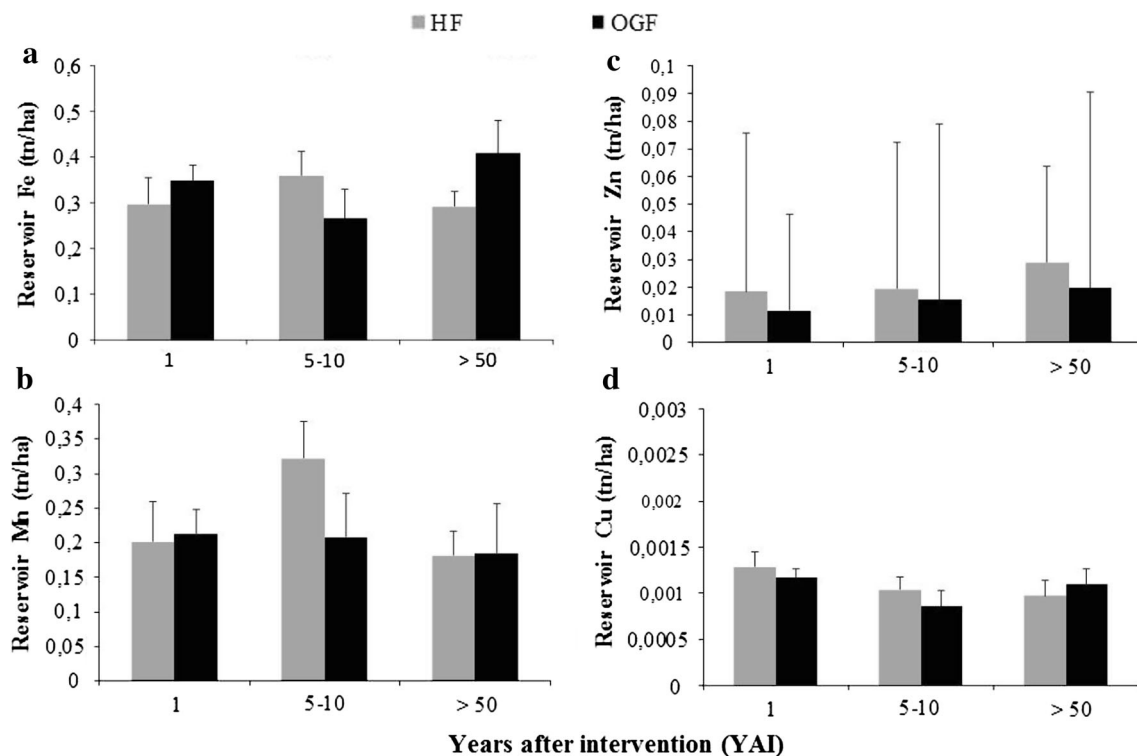 HF OGF
a
Reservoir Fe (tn/ha)
0,6
0,5
0,4
0,3
0,2
0,1
0
1 5-10 > 50
c
Reservoir Zn (tn/ha)
0,1
0,09
0,08
0,07
0,06
0,05
0,04
0,03
0,02
0,01
0
1 5-10 > 50
b
Reservoir Mn (tn/ha)
0,4
0,35
0,3
0,25
0,2
0,15
0,1
0,05
0
1 5-10 > 50
d
Reservoir Cu (tn/ha)
0,003
0,0025
0,002
0,0015
0,001
0,0005
0
1 5-10 > 50
Years after intervention (YAI)